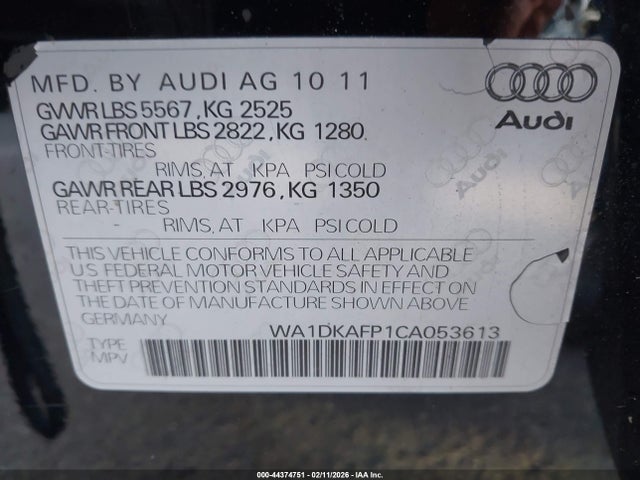 MFD. BY AUDI AG 10 11
GVWR LBS 5567, KG 2525
GAWR FRONT LBS 2822, KG 1280.
FRONT-TIRES
RIMS, AT KPA PSI COLD
GAWR REAR LBS 2976, KG 1350
REAR-TIRES
- RIMS, AT KPA PSI COLD
THIS VEHICLE CONFORMS TO ALL APPLICABLE
U.S FEDERAL MOTOR VEHICLE SAFETY AND
THEFT PREVENTION STANDARDS IN EFFECT ON
THE DATE OF MANUFACTURE SHOWN ABOVE
GERMANY
WA1DKAFP1CA053613
TYPE
MPV
Audi
000-44374751 - 02/11/2026 - IAA Inc.